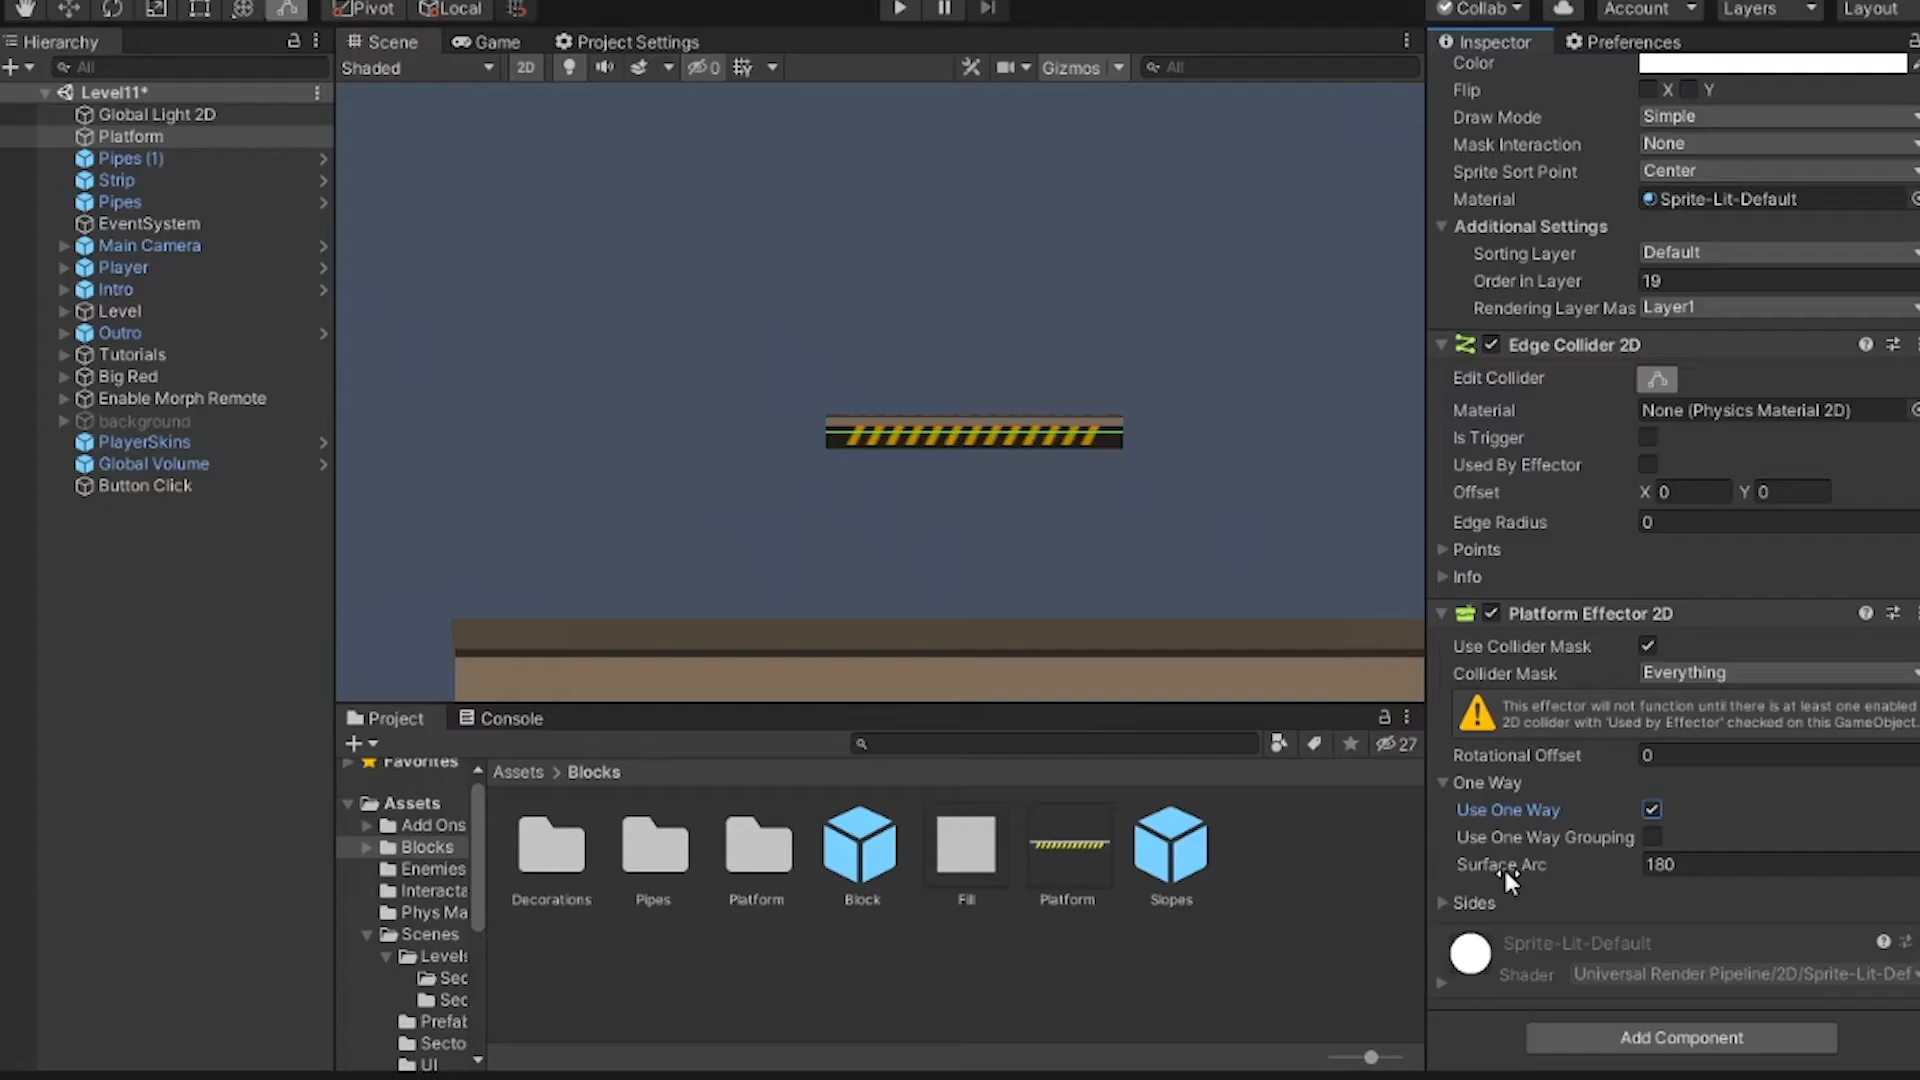 Pivot Local Collab Account Layers Layout
Hierarchy Scene Game Project Settings Inspector Preferences
All Shaded 2D 0 Gizmos All
Level11*
Global Light 2D
Platform
Pipes (1)
Strip
Pipes
EventSystem
Main Camera
Player
Intro
Level
Outro
Tutorials
Big Red
Enable Morph Remote
background
PlayerSkins
Global Volume
Button Click
Color
Flip X Y
Draw Mode Simple
Mask Interaction None
Sprite Sort Point Center
Material Sprite-Lit-Default
Additional Settings
Sorting Layer Default
Order in Layer 19
Rendering Layer Mas Layer1
Edge Collider 2D
Edit Collider
Material None (Physics Material 2D)
Is Trigger
Used By Effector
Offset X 0 Y 0
Edge Radius 0
Points
Info
Platform Effector 2D
Use Collider Mask
Collider Mask Everything
This effector will not function until there is at least one enabled
2D collider with 'Used by Effector' checked on this GameObject.
Rotational Offset 0
One Way
Use One Way
Use One Way Grouping
Surface Arc 180
Sides
Sprite-Lit-Default
Shader Universal Render Pipeline/2D/Sprite-Lit-Def
Add Component
Project Console
27
Favorites
Assets > Blocks
Assets
Add Ons
Blocks
Enemies
Interacta
Phys Ma
Scenes
Levels
Sec
Sec
Prefab
Secto
UI
Decorations Pipes Platform Block Fill Platform Slopes